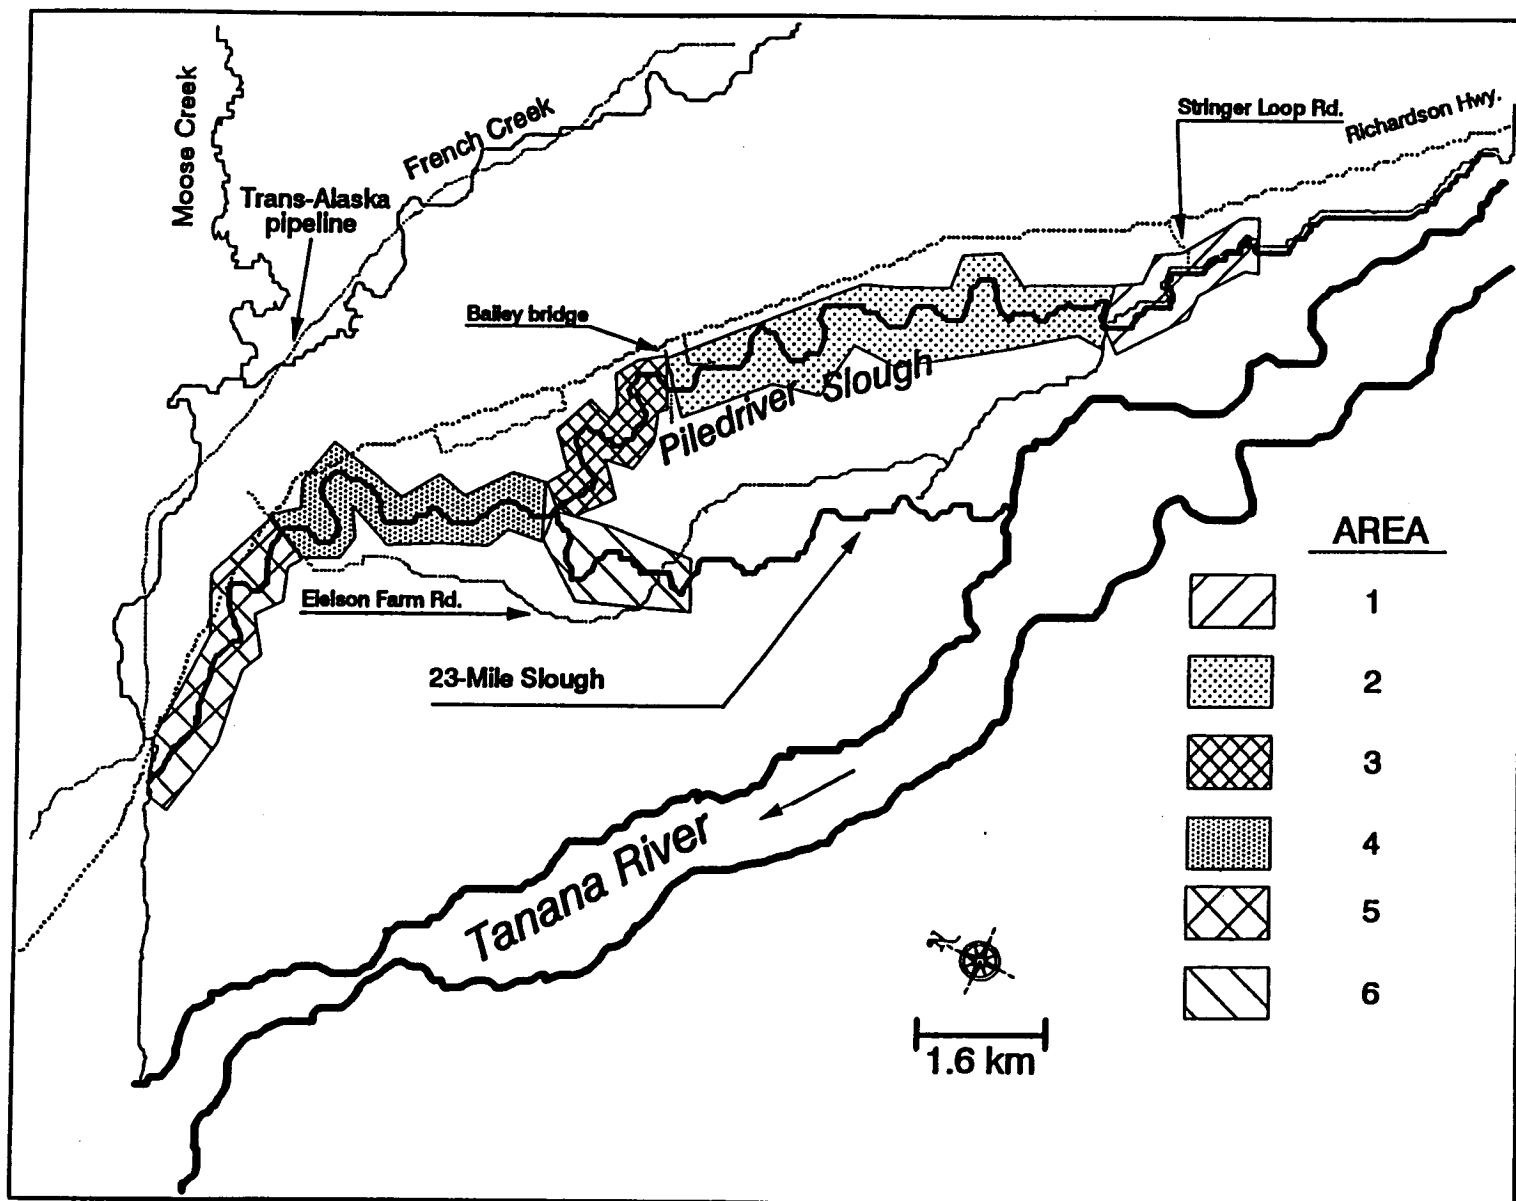 Moose Creek
French Creek
Trans-Alaska
pipeline
Stringer Loop Rd.
Richardson Hwy.
Bailey bridge
Piledriver Slough
Eielson Farm Rd.
23-Mile Slough
Tanana River
N
1.6 km
AREA
1
2
3
4
5
6